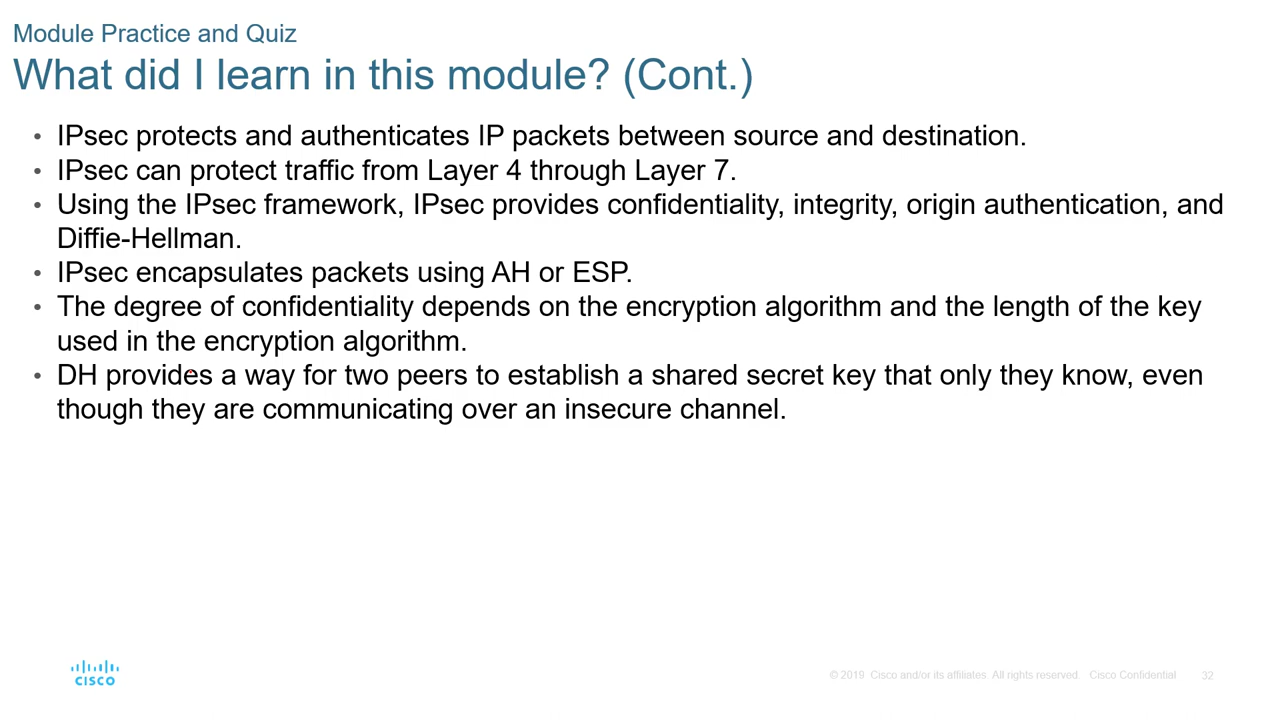 Module Practice and Quiz
What did I learn in this module? (Cont.)
• IPsec protects and authenticates IP packets between source and destination.
• IPsec can protect traffic from Layer 4 through Layer 7.
• Using the IPsec framework, IPsec provides confidentiality, integrity, origin authentication, and
Diffie-Hellman.
• IPsec encapsulates packets using AH or ESP.
• The degree of confidentiality depends on the encryption algorithm and the length of the key
used in the encryption algorithm.
• DH provides a way for two peers to establish a shared secret key that only they know, even
though they are communicating over an insecure channel.
CISCO
© 2019 Cisco and/or its affiliates. All rights reserved. Cisco Confidential 32